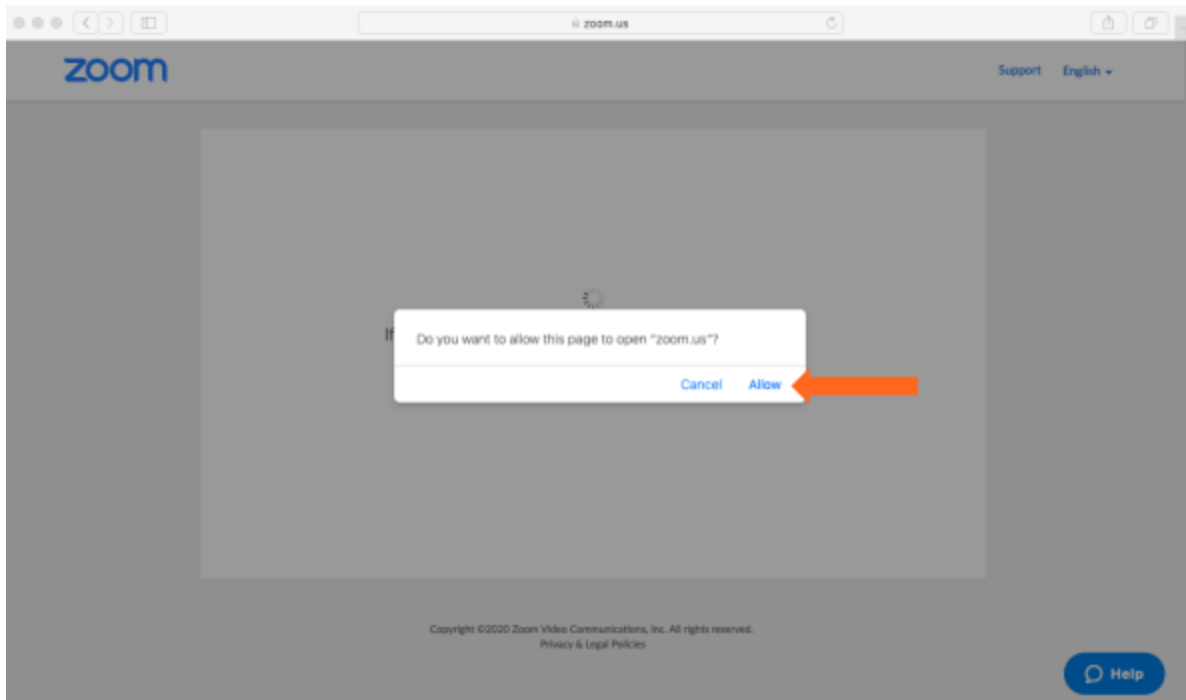 zoom.us
zoom
Support English
If
Do you want to allow this page to open "zoom.us"?
Cancel Allow
Copyright ©2020 Zoom Video Communications, Inc. All rights reserved.
Privacy & Legal Policies
Help